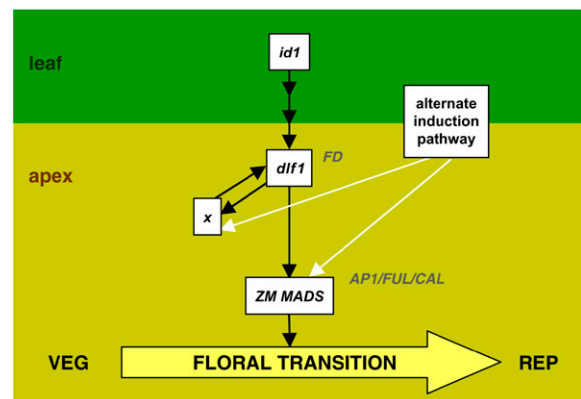 id1
leaf
alternate
induction
pathway
FD
dlf1
apex
x
AP1/FUL/CAL
ZM MADS
VEG
FLORAL TRANSITION
REP